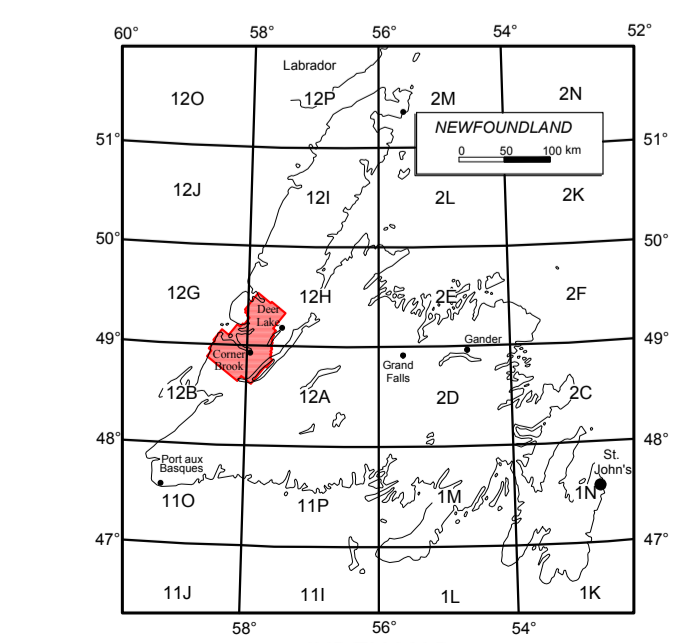 60° 58° 56° 54° 52°
Labrador
12O 12P 2M 2N
NEWFOUNDLAND
0 50 100 km
51° 51°
12J 12I 2L 2K
50° 50°
12G 12H 2E 2F
Deer
Lake
49° 49°
Gander
Corner
Brook
Grand
Falls
12B 12A 2D 2C
48° 48°
Port aux
Basques
St.
John's
11O 11P 1M 1N
47° 47°
11J 11I 1L 1K
58° 56° 54°